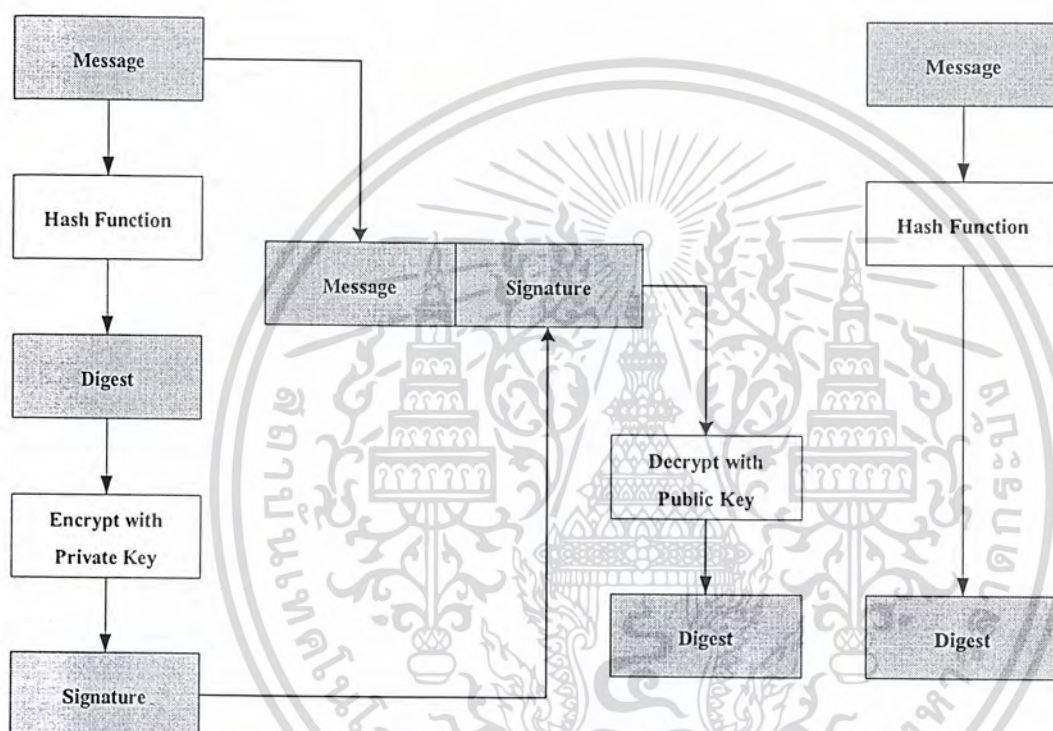 Message
Hash Function
Digest
Encrypt with
Private Key
Signature
Message
Signature
Decrypt with
Public Key
Digest
Message
Hash Function
Digest